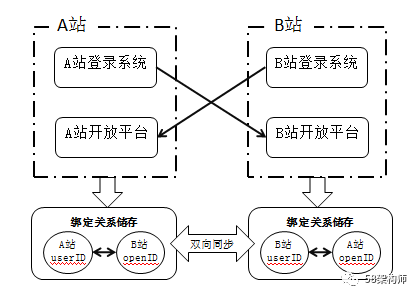 A站
B站
A站登录系统
B站登录系统
A站开放平台
B站开放平台
绑定关系储存
双向同步
绑定关系储存
A站
userID
B站
openID
B站
userID
A站
openID
58架构师